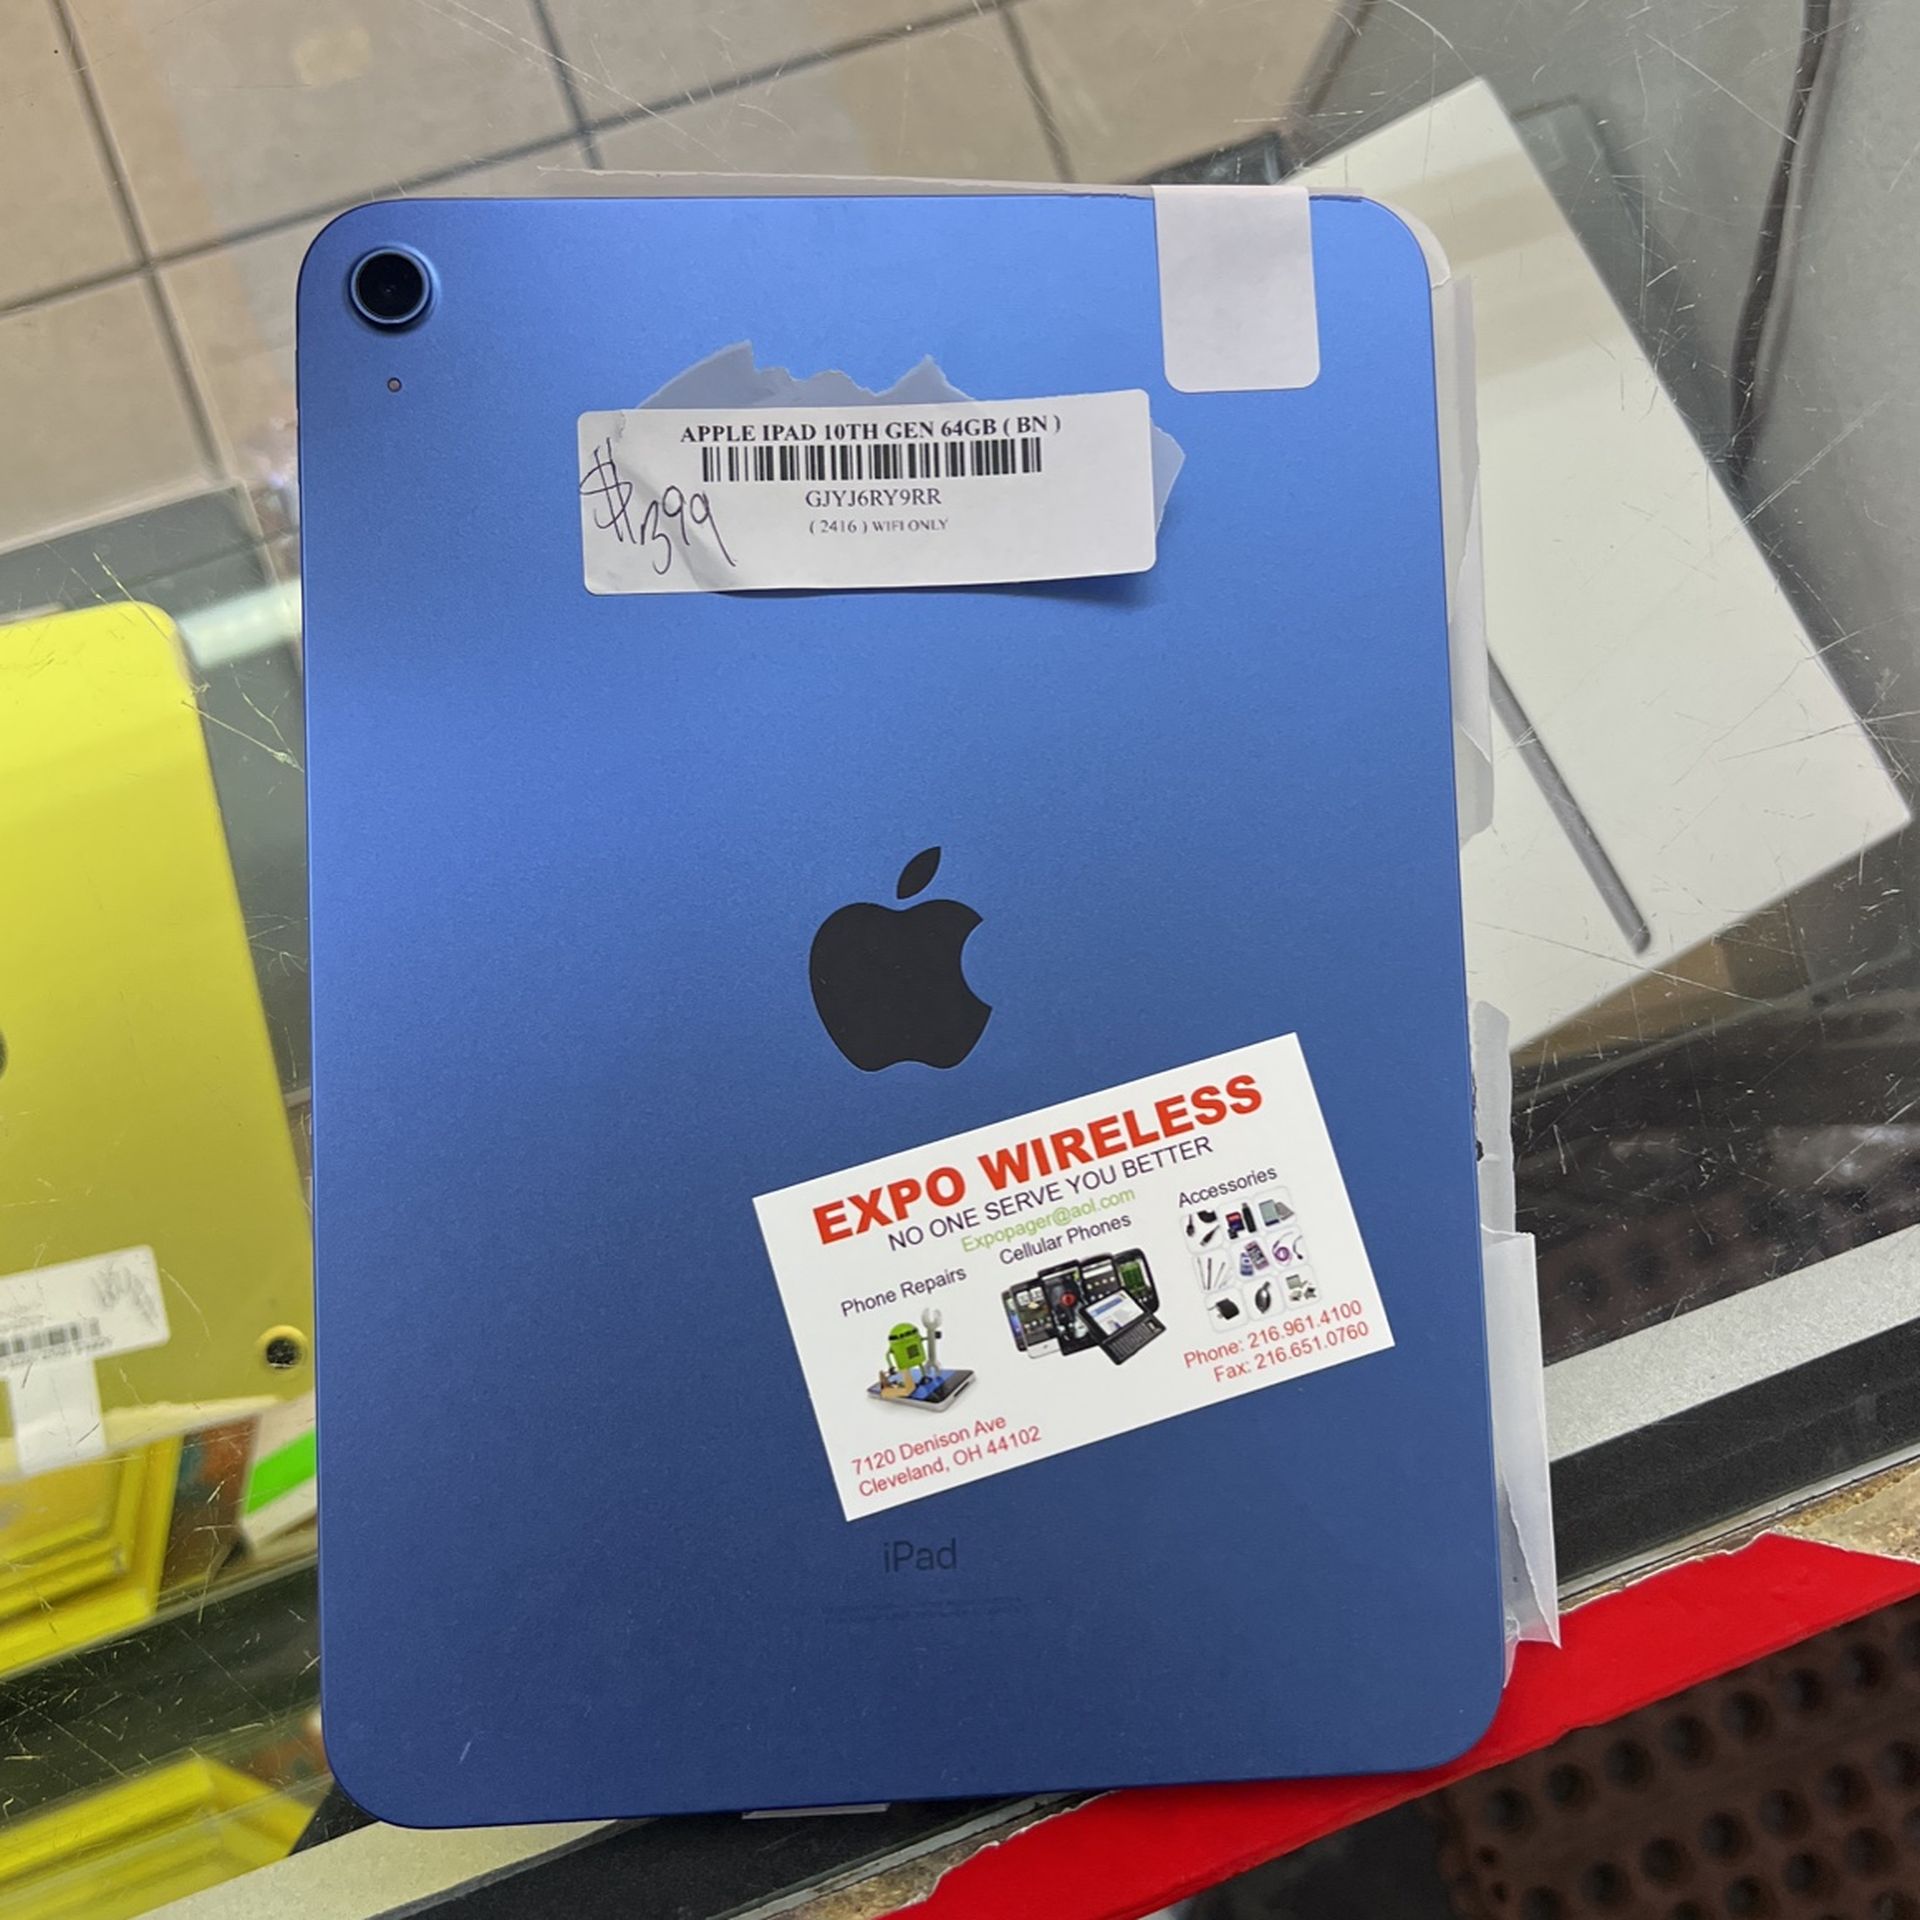 APPLE IPAD 10TH GEN 64GB ( BN )
$399
GJYJ6RY9RR
( 2416 ) WIFI ONLY
EXPO WIRELESS
NO ONE SERVE YOU BETTER
Expopager@aol.com
Cellular Phones
Accessories
Phone Repairs
Phone: 216.961.4100
Fax: 216.651.0760
7120 Denison Ave
Cleveland, OH 44102
iPad